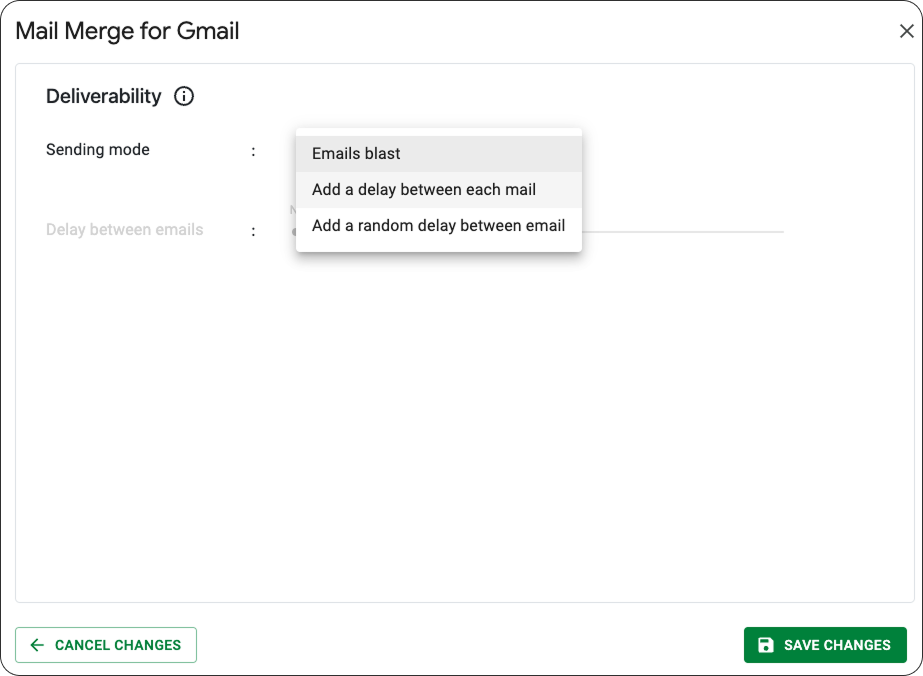 Mail Merge for Gmail
Deliverability
Sending mode :
Emails blast
Add a delay between each mail
Add a random delay between email
Delay between emails :
CANCEL CHANGES
SAVE CHANGES